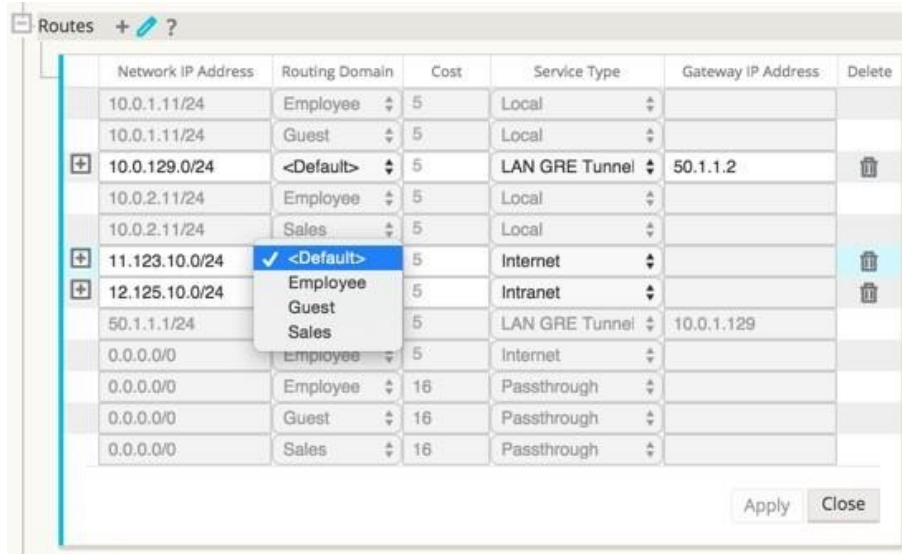 Routes + ?
Network IP Address Routing Domain Cost Service Type Gateway IP Address Delete
10.0.1.11/24 Employee 5 Local
10.0.1.11/24 Guest 5 Local
10.0.129.0/24 <Default> 5 LAN GRE Tunnel 50.1.1.2
10.0.2.11/24 Employee 5 Local
10.0.2.11/24 Sales 5 Local
11.123.10.0/24 <Default> 5 Internet
Employee
12.125.10.0/24 5 Intranet
Guest
50.1.1.1/24 Sales 5 LAN GRE Tunnel 10.0.1.129
0.0.0.0/0 Employee 5 Internet
0.0.0.0/0 Employee 16 Passthrough
0.0.0.0/0 Guest 16 Passthrough
0.0.0.0/0 Sales 16 Passthrough
Apply Close